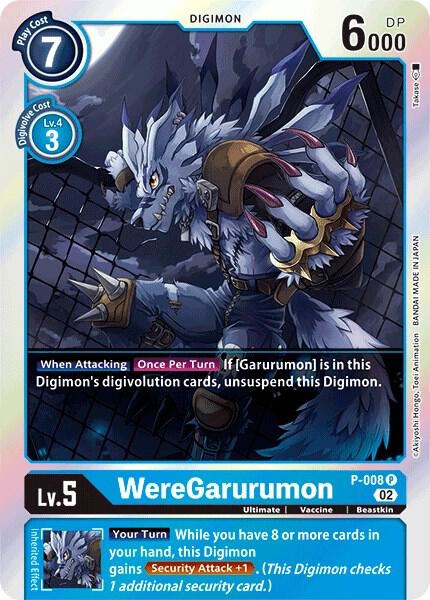 Play Cost
7
DIGIMON
DP
6000
Digivolve Cost
Lv.4
3
Takase
When Attacking Once Per Turn If [Garurumon] is in this
Digimon's digivolution cards, unsuspend this Digimon.
©Akiyoshi Hongo, Toei Animation BANDAI MADE IN JAPAN
Lv.5
WereGarurumon
P-008 P
02
Ultimate | Vaccine | Beastkin
Inherited Effect
Your Turn While you have 8 or more cards in
your hand, this Digimon
gains Security Attack +1 . (This Digimon checks
1 additional security card.)